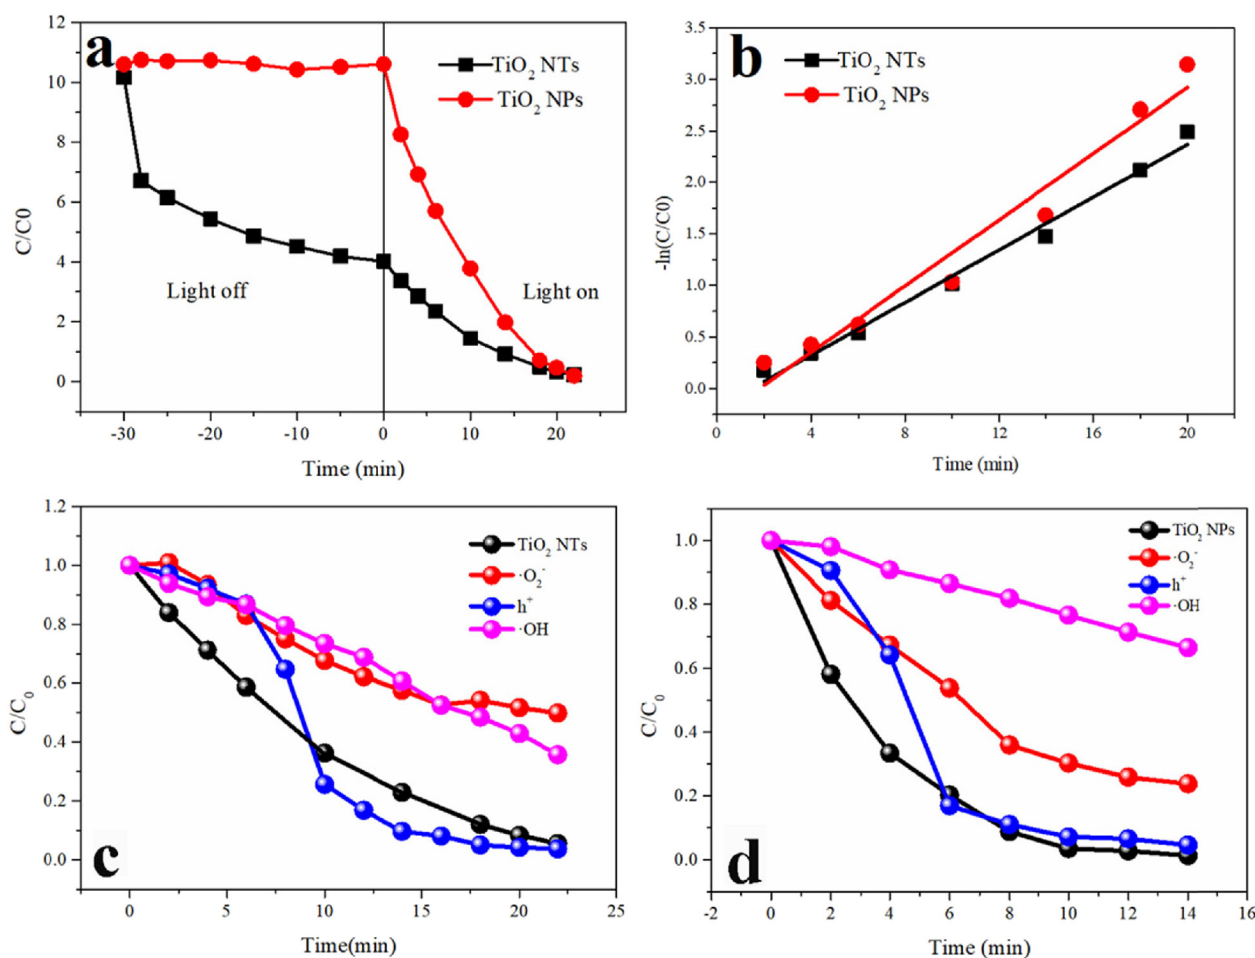 a
12
10
8
6
4
2
0
C/C0
TiO₂ NTs
TiO₂ NPs
Light off
Light on
-30
-20
-10
0
10
20
Time (min)
b
3.5
3.0
2.5
2.0
1.5
1.0
0.5
0.0
-ln(C/C0)
TiO₂ NTs
TiO₂ NPs
0
4
8
12
16
20
Time (min)
1.2
1.0
0.8
0.6
0.4
0.2
0.0
C/C₀
TiO₂ NTs
·O₂⁻
h⁺
·OH
c
0
5
10
15
20
25
Time(min)
1.0
0.8
0.6
0.4
0.2
0.0
C/C₀
TiO₂ NPs
·O₂⁻
h⁺
·OH
d
-2
0
2
4
6
8
10
12
14
16
Time (min)